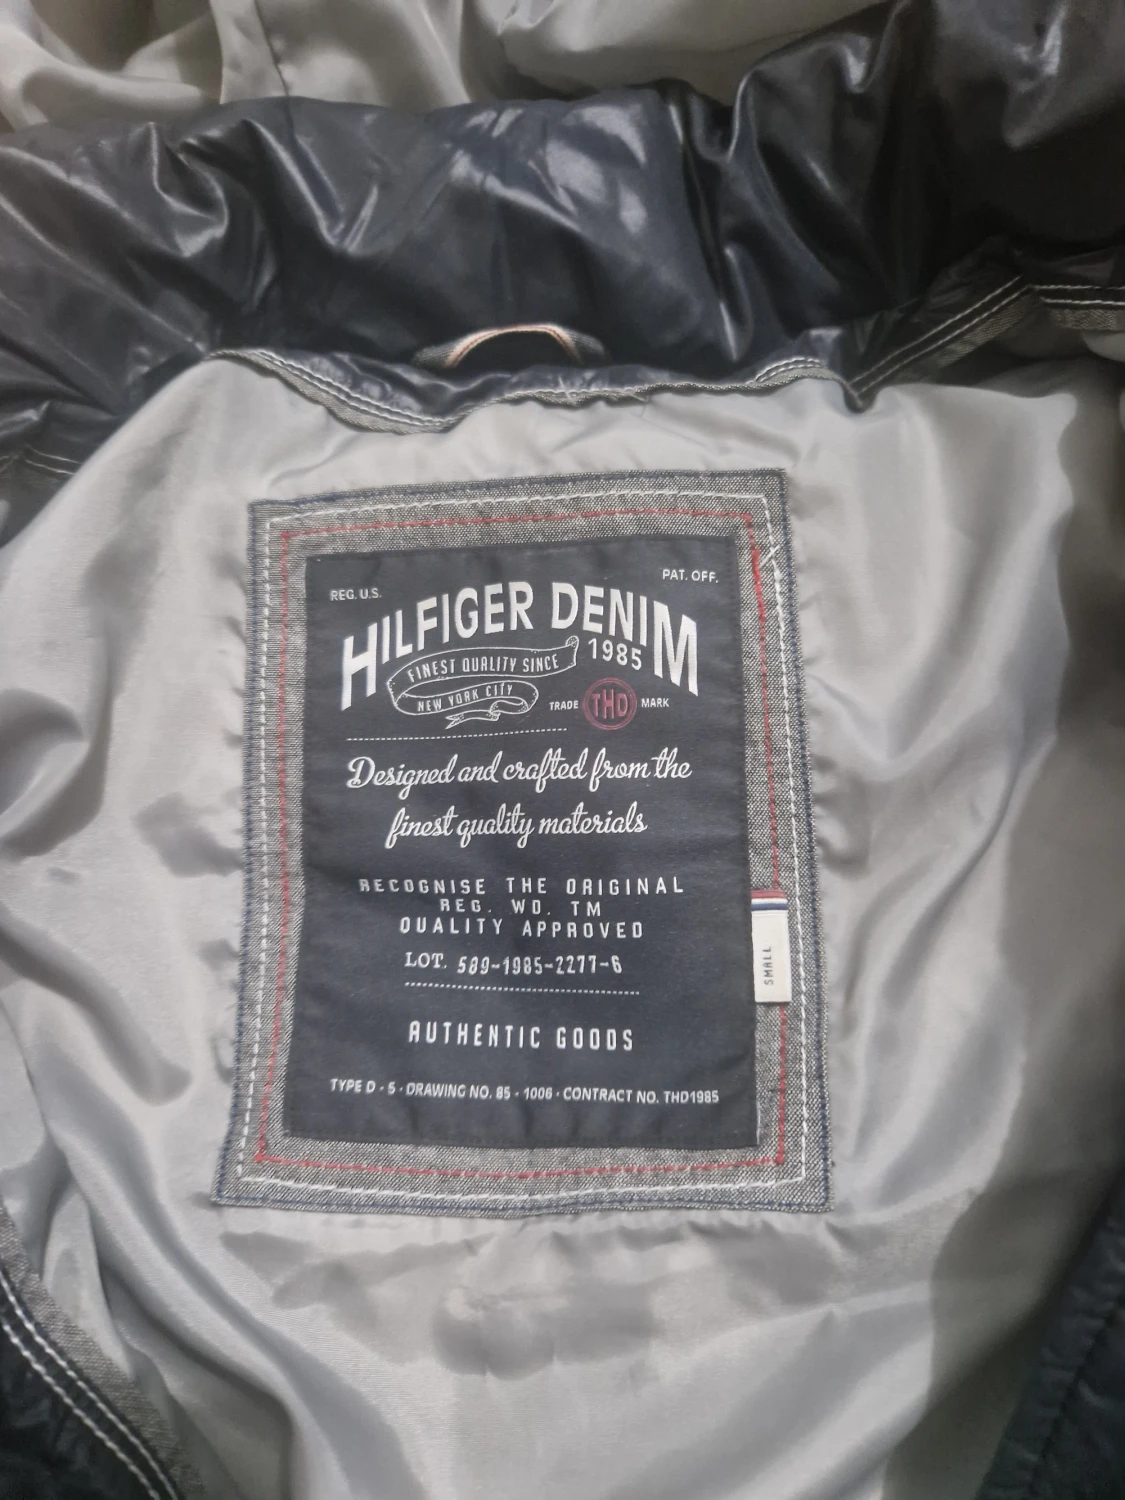 REG. U.S.
PAT. OFF.
HILFIGER DENIM
FINEST QUALITY SINCE 1985
NEW YORK CITY
TRADE THD MARK
Designed and crafted from the
finest quality materials
RECOGNISE THE ORIGINAL
REG. WD. TM
QUALITY APPROVED
LOT. 589-1985-2277-6
AUTHENTIC GOODS
TYPE D - 5 · DRAWING NO. 85 - 1006 · CONTRACT NO. THD1985
SMALL